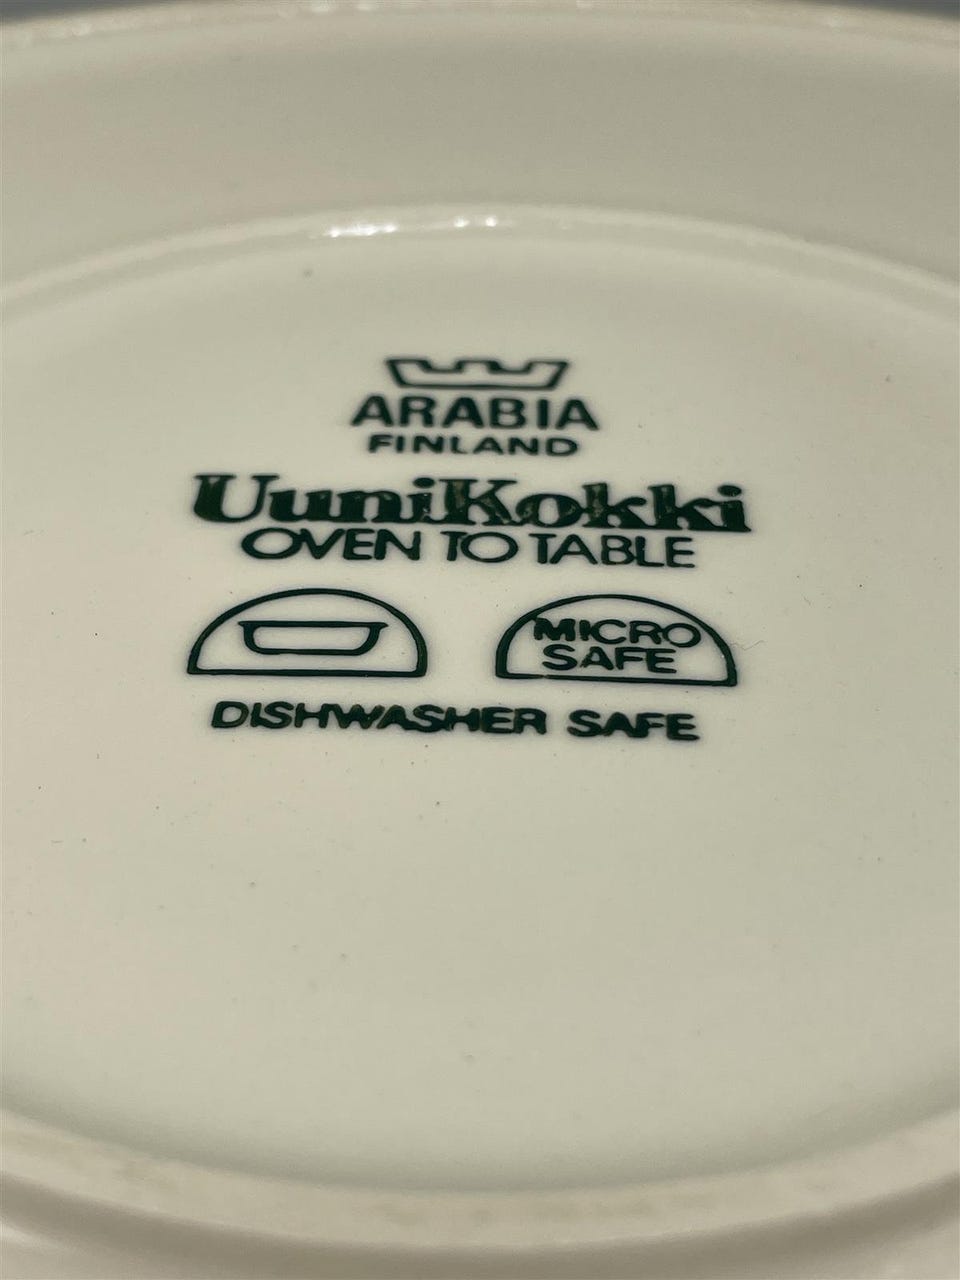 ARABIA
FINLAND
UuniKokki
OVEN TO TABLE
MICRO
SAFE
DISHWASHER SAFE